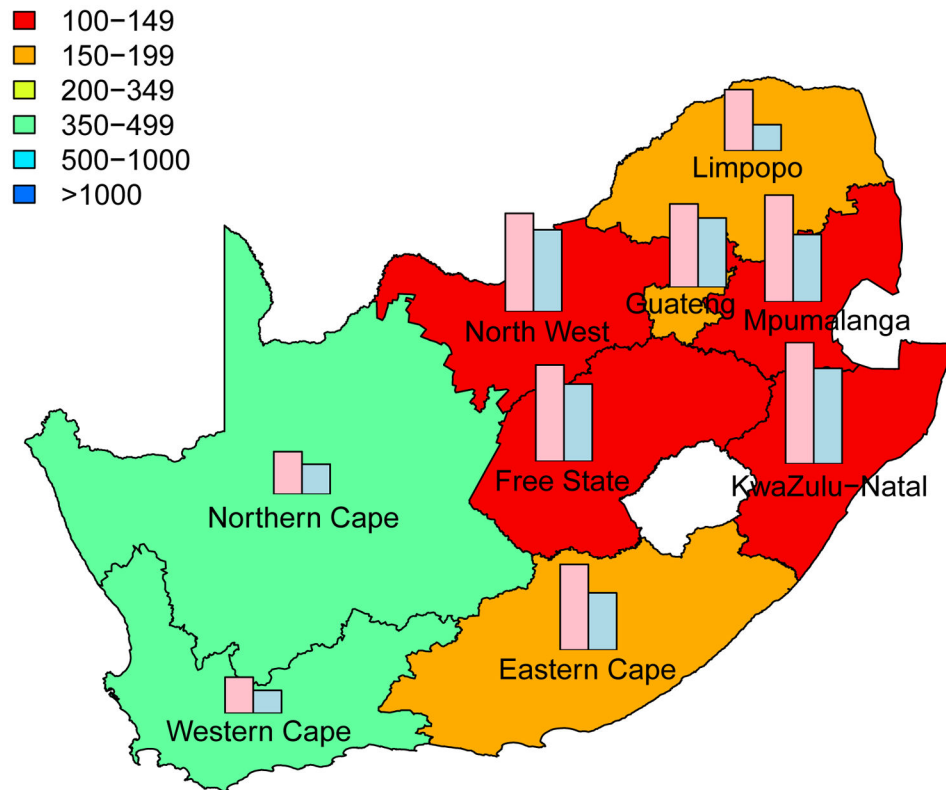 100−149
150−199
200−349
350−499
500−1000
>1000
Limpopo
Guateng
North West
Mpumalanga
Free State
KwaZulu−Natal
Northern Cape
Eastern Cape
Western Cape